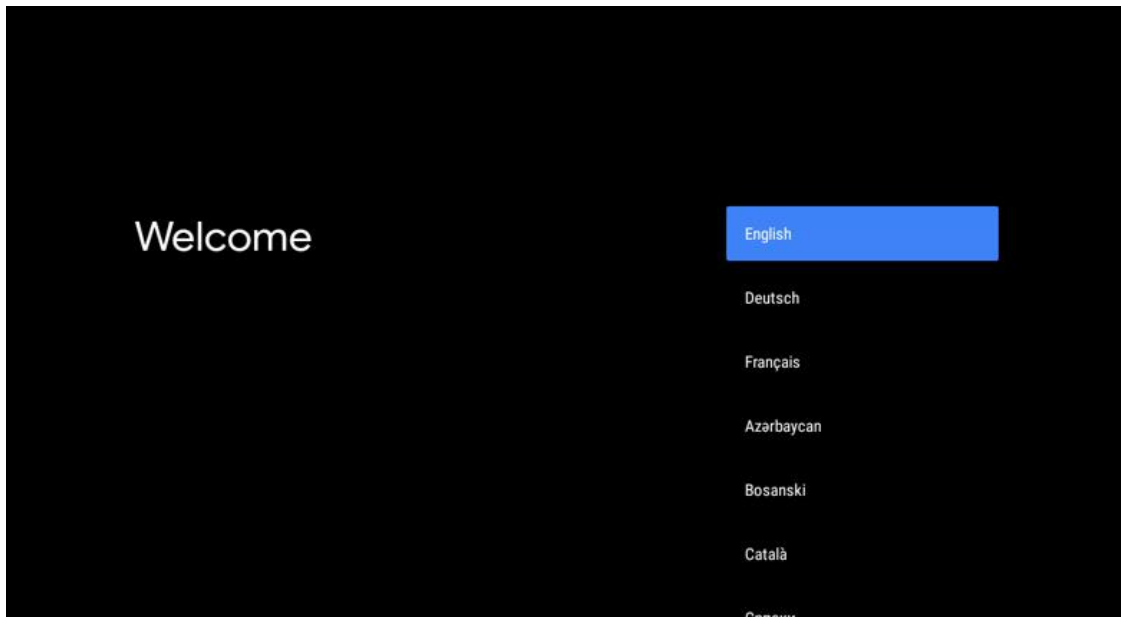 Welcome
English
Deutsch
Français
Azərbaycan
Bosanski
Català